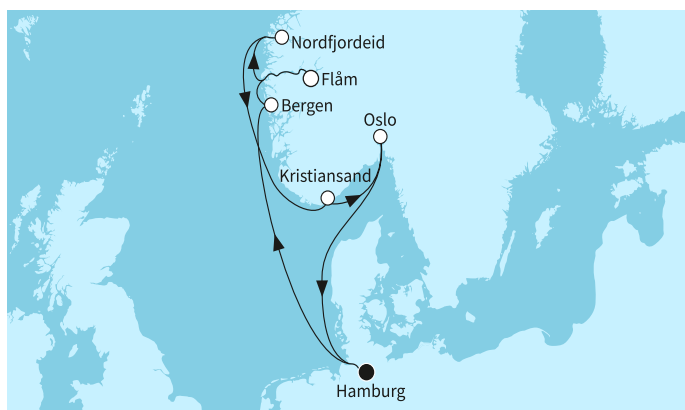 Nordfjordeid
Flåm
Bergen
Oslo
Kristiansand
Hamburg